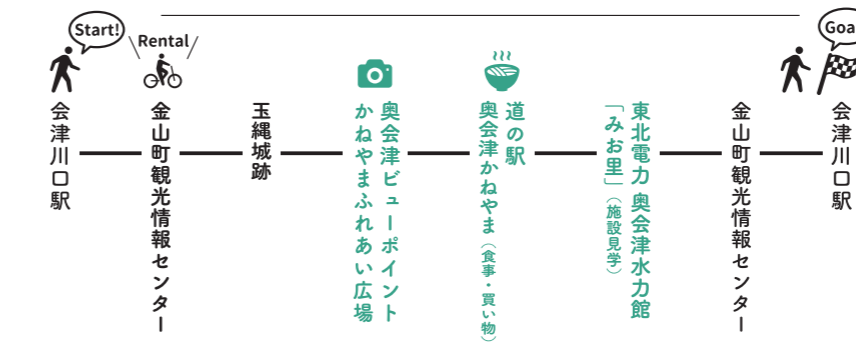 Start!
会津川口駅
Rental
金山町観光情報センター
玉縄城跡
奥会津ビューポイント
かねやまふれあい広場
道の駅
奥会津かねやま（食事・買い物）
東北電力 奥会津水力館
「みお里」（施設見学）
金山町観光情報センター
Goa
会津川口駅